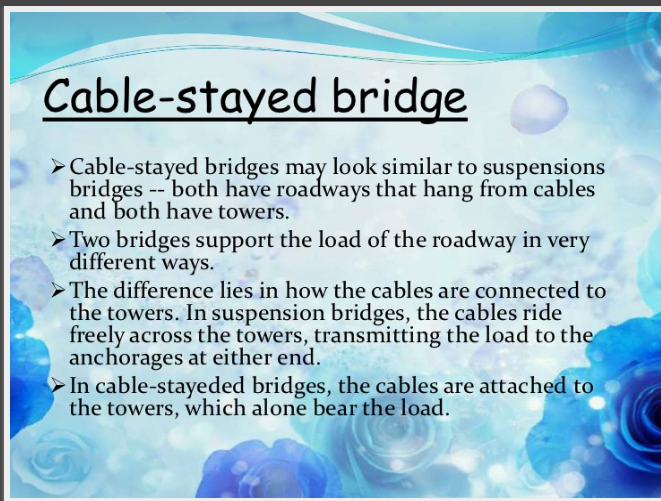 Cable-stayed bridge
➢Cable-stayed bridges may look similar to suspensions
bridges -- both have roadways that hang from cables
and both have towers.
➢Two bridges support the load of the roadway in very
different ways.
➢The difference lies in how the cables are connected to
the towers. In suspension bridges, the cables ride
freely across the towers, transmitting the load to the
anchorages at either end.
➢In cable-stayeded bridges, the cables are attached to
the towers, which alone bear the load.